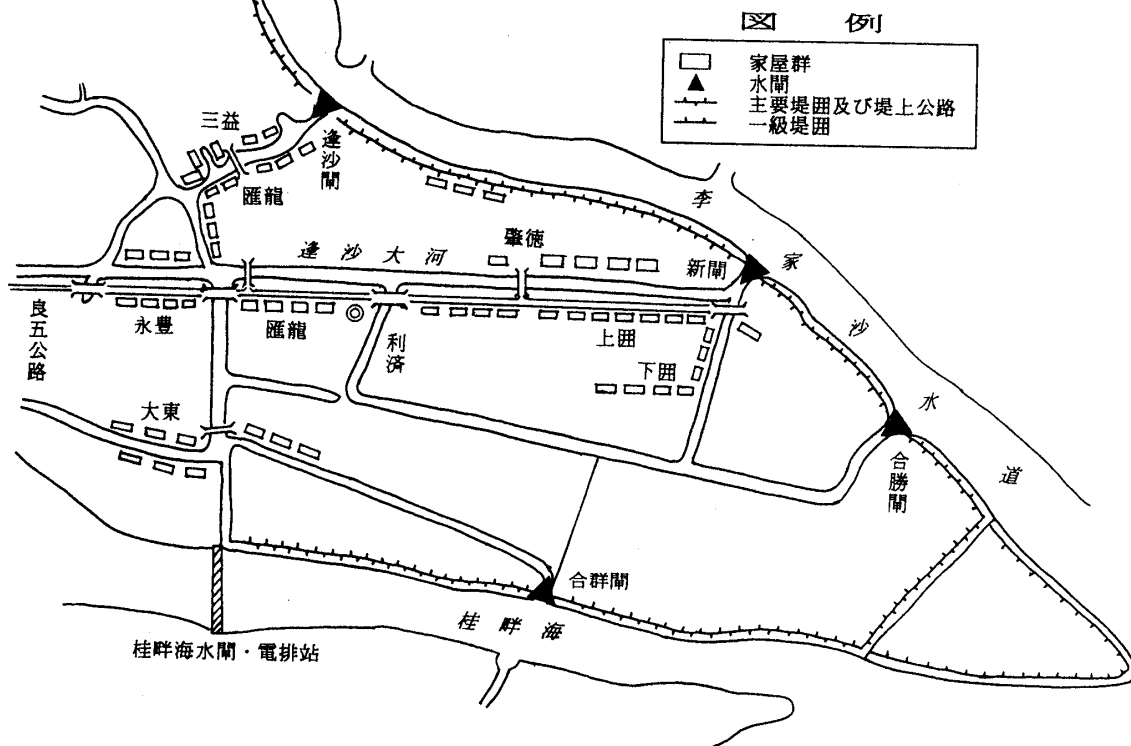 図 例
家屋群
水閘
主要堤囲及び堤上公路
一級堤囲
三益
逢沙閘
匯龍
李家沙水道
肇徳
逢沙大河
新閘
良五公路
永豊
匯龍
利済
上囲
下囲
大東
合勝閘
合群閘
桂畔海
桂畔海水閘・電排站